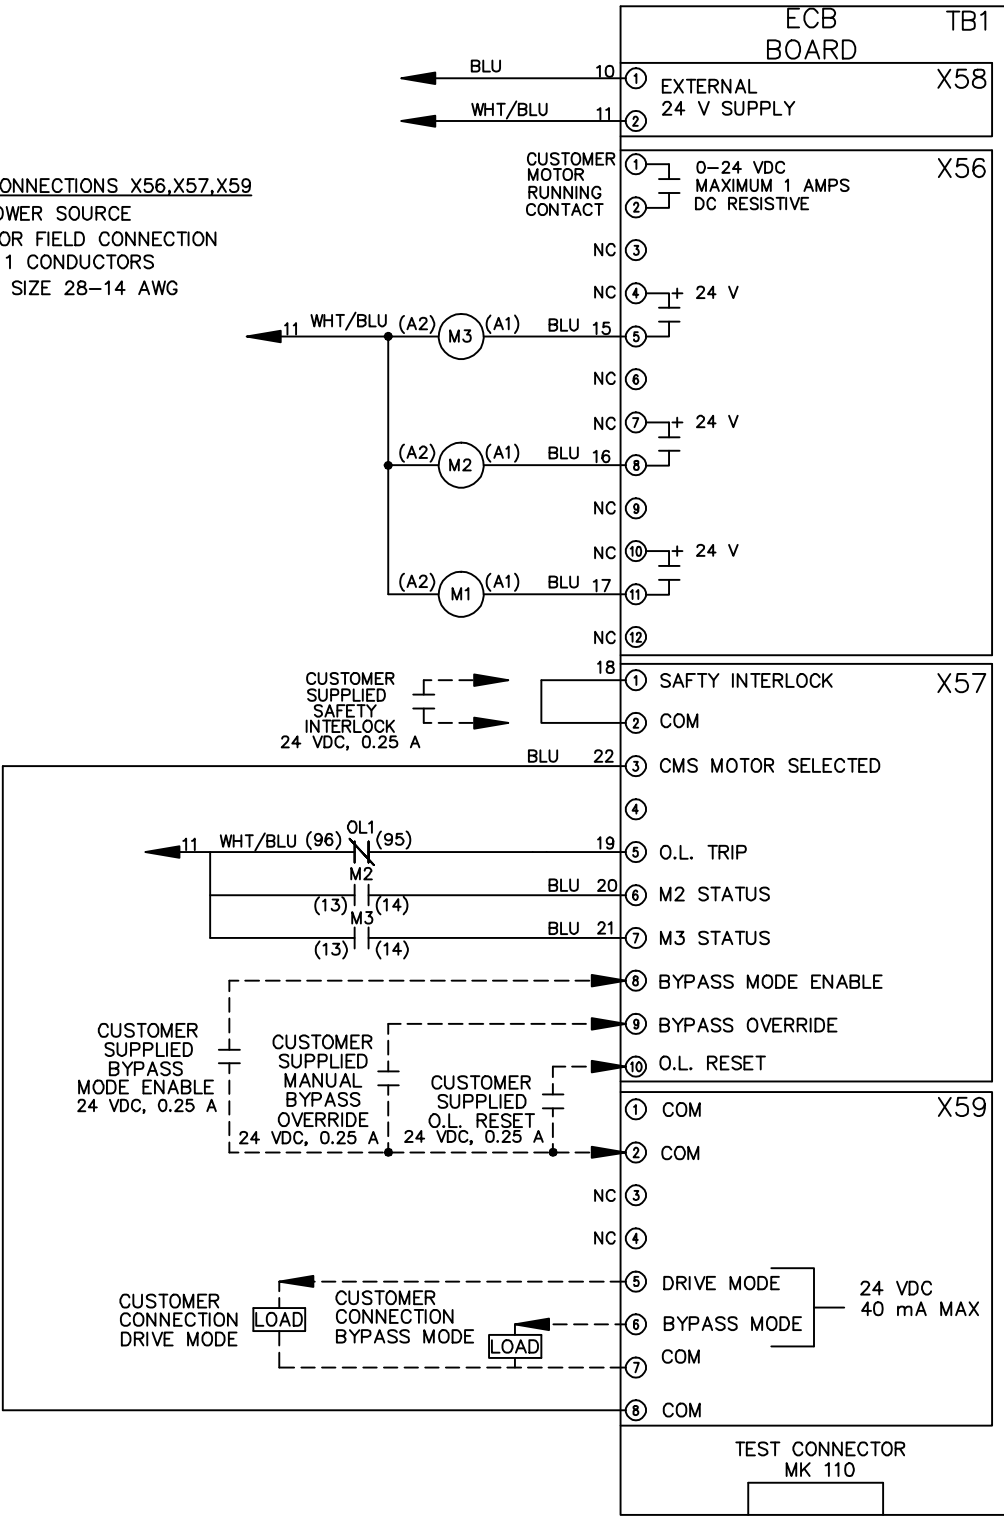 ECB TB1
BOARD
X58
BLU 10 1 EXTERNAL
WHT/BLU 11 2 24 V SUPPLY
ONNECTIONS X56,X57,X59
OWER SOURCE
OR FIELD CONNECTION
1 CONDUCTORS
SIZE 28-14 AWG
X56
CUSTOMER
MOTOR
RUNNING
CONTACT
1
2
0-24 VDC
MAXIMUM 1 AMPS
DC RESISTIVE
NC 3
NC 4 + 24 V
11 WHT/BLU (A2) M3 (A1) BLU 15 5
NC 6
NC 7 + 24 V
(A2) M2 (A1) BLU 16 8
NC 9
NC 10 + 24 V
(A2) M1 (A1) BLU 17 11
NC 12
X57
CUSTOMER
SUPPLIED
SAFETY
INTERLOCK
24 VDC, 0.25 A
18 1 SAFTY INTERLOCK
2 COM
BLU 22 3 CMS MOTOR SELECTED
4
OL1
11 WHT/BLU (96) (95) 19 5 O.L. TRIP
M2
(13) (14) BLU 20 6 M2 STATUS
M3
(13) (14) BLU 21 7 M3 STATUS
8 BYPASS MODE ENABLE
9 BYPASS OVERRIDE
10 O.L. RESET
CUSTOMER
SUPPLIED
BYPASS
MODE ENABLE
24 VDC, 0.25 A
CUSTOMER
SUPPLIED
MANUAL
BYPASS
OVERRIDE
24 VDC, 0.25 A
CUSTOMER
SUPPLIED
O.L. RESET
24 VDC, 0.25 A
X59
1 COM
2 COM
NC 3
NC 4
5 DRIVE MODE
6 BYPASS MODE
7 COM
8 COM
24 VDC
40 mA MAX
CUSTOMER
CONNECTION
DRIVE MODE
LOAD
CUSTOMER
CONNECTION
BYPASS MODE
LOAD
TEST CONNECTOR
MK 110